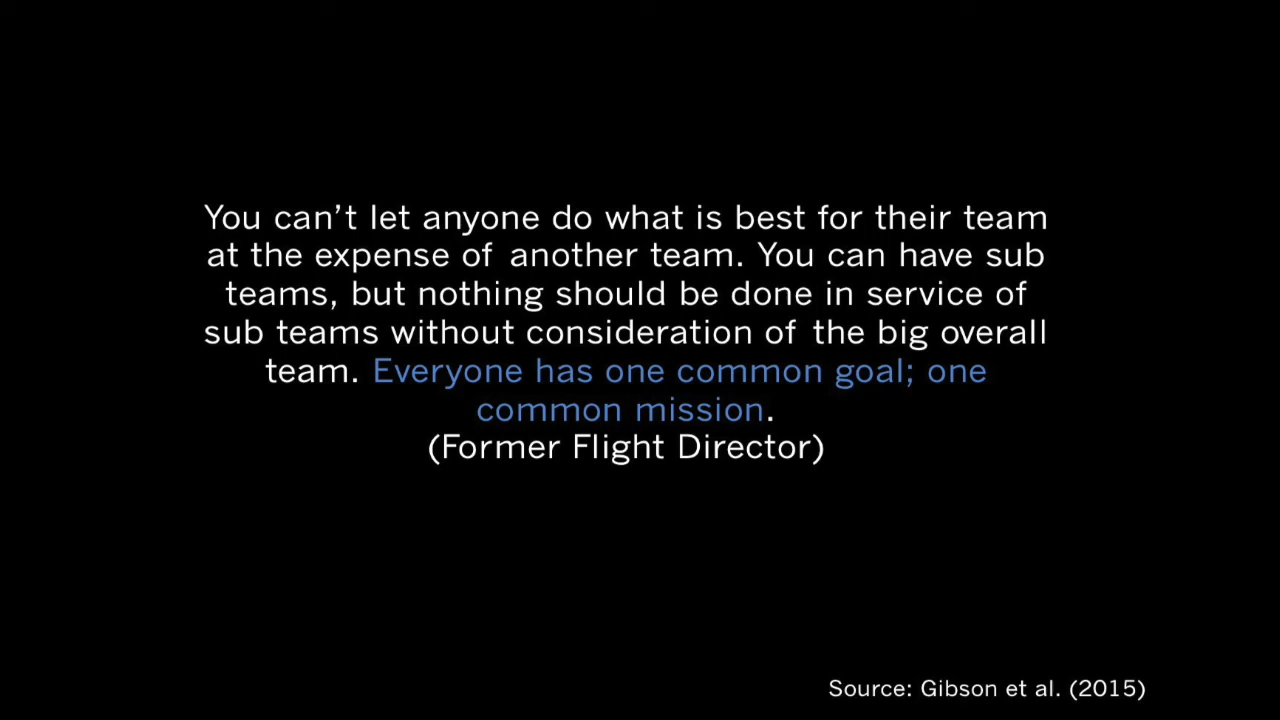 You can’t let anyone do what is best for their team
at the expense of another team. You can have sub
teams, but nothing should be done in service of
sub teams without consideration of the big overall
team. Everyone has one common goal; one
common mission.
(Former Flight Director)
Source: Gibson et al. (2015)